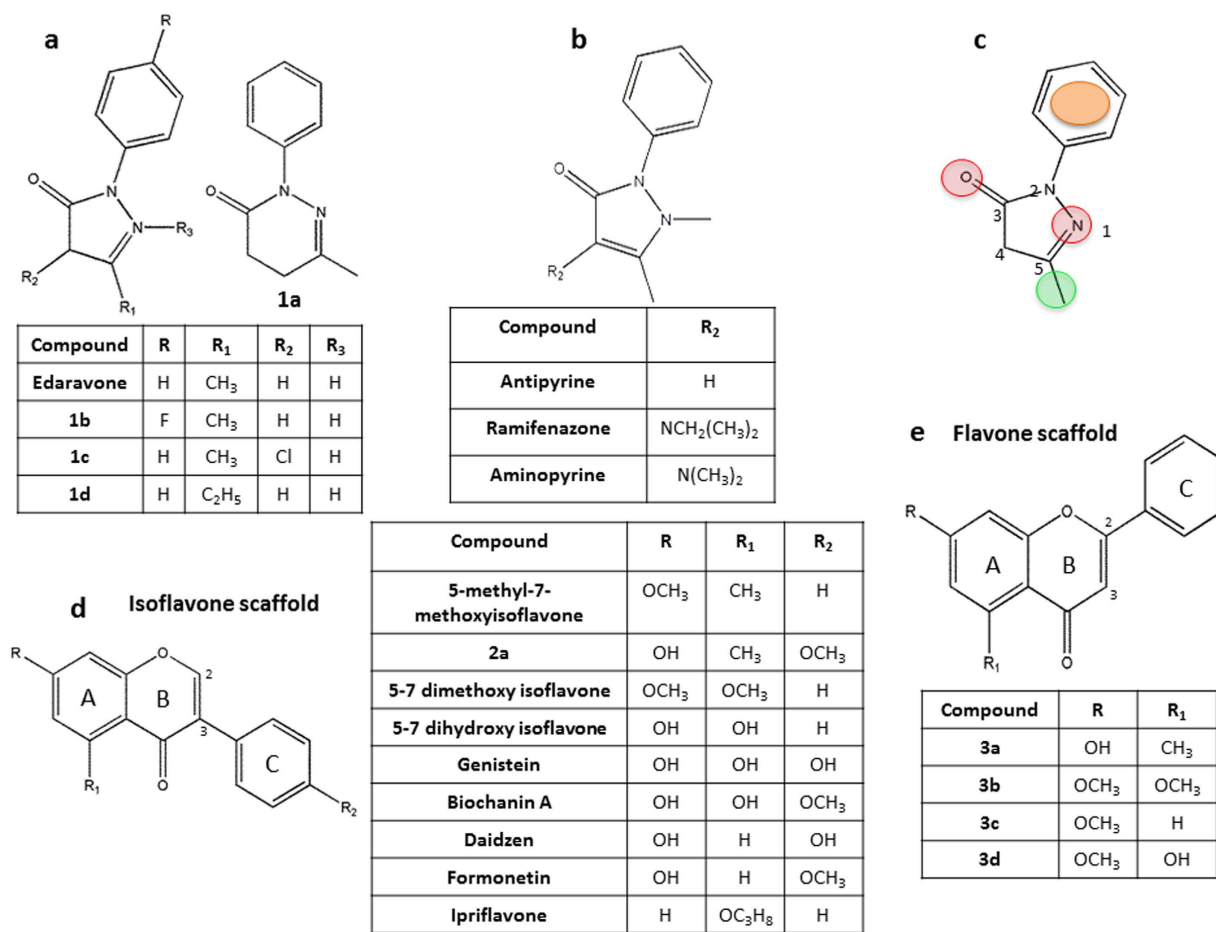 a
R
O
N
N
R₃
R₂
R₁
O
N
N
1a
Compound R R₁ R₂ R₃
Edaravone H CH₃ H H
1b F CH₃ H H
1c H CH₃ Cl H
1d H C₂H₅ H H
b
O
N
N
R₂
Compound R₂
Antipyrine H
Ramifenazone NCH₂(CH₃)₂
Aminopyrine N(CH₃)₂
c
O
2 N
3
N 1
4
5
d Isoflavone scaffold
R
O
2
A B
3
C
O
R₁
R₂
Compound R R₁ R₂
5-methyl-7-
methoxyisoflavone OCH₃ CH₃ H
2a OH CH₃ OCH₃
5-7 dimethoxy isoflavone OCH₃ OCH₃ H
5-7 dihydroxy isoflavone OH OH H
Genistein OH OH OH
Biochanin A OH OH OCH₃
Daidzen OH H OH
Formonetin OH H OCH₃
Ipriflavone H OC₃H₈ H
e Flavone scaffold
C
R
O
2
A B
3
R₁
O
Compound R R₁
3a OH CH₃
3b OCH₃ OCH₃
3c OCH₃ H
3d OCH₃ OH